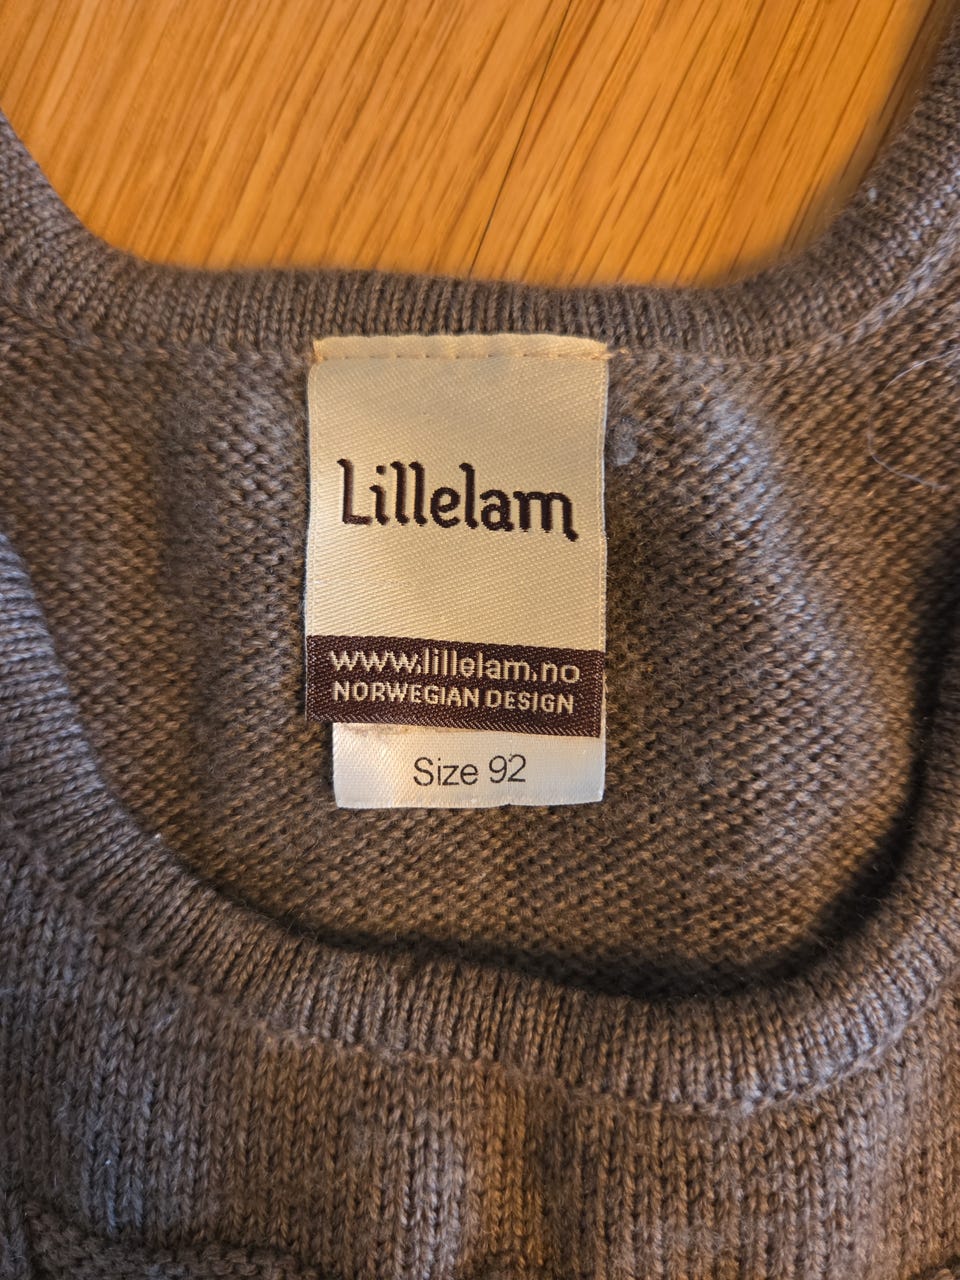 Lillelam
www.lillelam.no
NORWEGIAN DESIGN
Size 92